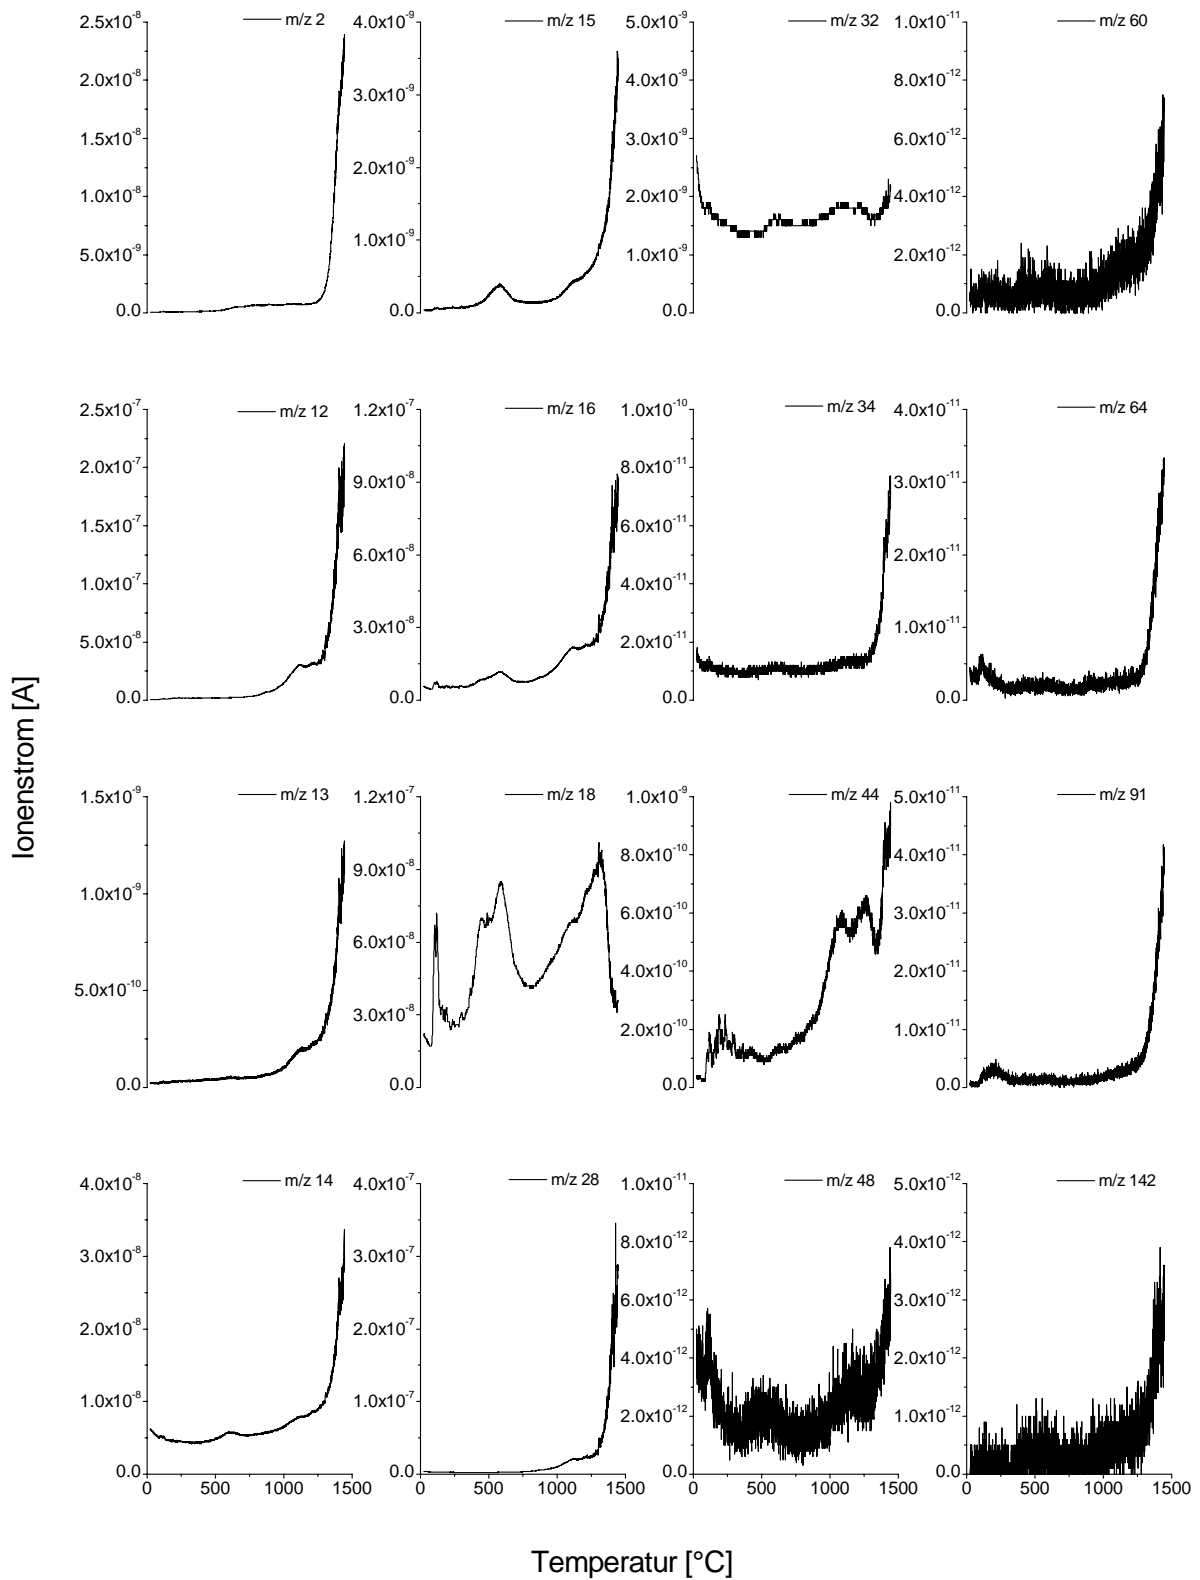 Ionenstrom [A]
m/z 2
2.5x10⁻⁸
2.0x10⁻⁸
1.5x10⁻⁸
1.0x10⁻⁸
5.0x10⁻⁹
0.0
m/z 15
4.0x10⁻⁹
3.0x10⁻⁹
2.0x10⁻⁹
1.0x10⁻⁹
0.0
m/z 32
5.0x10⁻⁹
4.0x10⁻⁹
3.0x10⁻⁹
2.0x10⁻⁹
1.0x10⁻⁹
0.0
m/z 60
1.0x10⁻¹¹
8.0x10⁻¹²
6.0x10⁻¹²
4.0x10⁻¹²
2.0x10⁻¹²
0.0
m/z 12
2.5x10⁻⁷
2.0x10⁻⁷
1.5x10⁻⁷
1.0x10⁻⁷
5.0x10⁻⁸
0.0
m/z 16
1.2x10⁻⁷
9.0x10⁻⁸
6.0x10⁻⁸
3.0x10⁻⁸
0.0
m/z 34
1.0x10⁻¹⁰
8.0x10⁻¹¹
6.0x10⁻¹¹
4.0x10⁻¹¹
2.0x10⁻¹¹
0.0
m/z 64
4.0x10⁻¹¹
3.0x10⁻¹¹
2.0x10⁻¹¹
1.0x10⁻¹¹
0.0
m/z 13
1.5x10⁻⁹
1.0x10⁻⁹
5.0x10⁻¹⁰
0.0
m/z 18
1.2x10⁻⁷
9.0x10⁻⁸
6.0x10⁻⁸
3.0x10⁻⁸
0.0
m/z 44
1.0x10⁻⁹
8.0x10⁻¹⁰
6.0x10⁻¹⁰
4.0x10⁻¹⁰
2.0x10⁻¹⁰
0.0
m/z 91
5.0x10⁻¹¹
4.0x10⁻¹¹
3.0x10⁻¹¹
2.0x10⁻¹¹
1.0x10⁻¹¹
0.0
m/z 14
4.0x10⁻⁸
3.0x10⁻⁸
2.0x10⁻⁸
1.0x10⁻⁸
0.0
0 500 1000 1500
m/z 28
4.0x10⁻⁷
3.0x10⁻⁷
2.0x10⁻⁷
1.0x10⁻⁷
0.0
0 500 1000 1500
m/z 48
1.0x10⁻¹¹
8.0x10⁻¹²
6.0x10⁻¹²
4.0x10⁻¹²
2.0x10⁻¹²
0.0
0 500 1000 1500
m/z 142
5.0x10⁻¹²
4.0x10⁻¹²
3.0x10⁻¹²
2.0x10⁻¹²
1.0x10⁻¹²
0.0
0 500 1000 1500
Temperatur [°C]